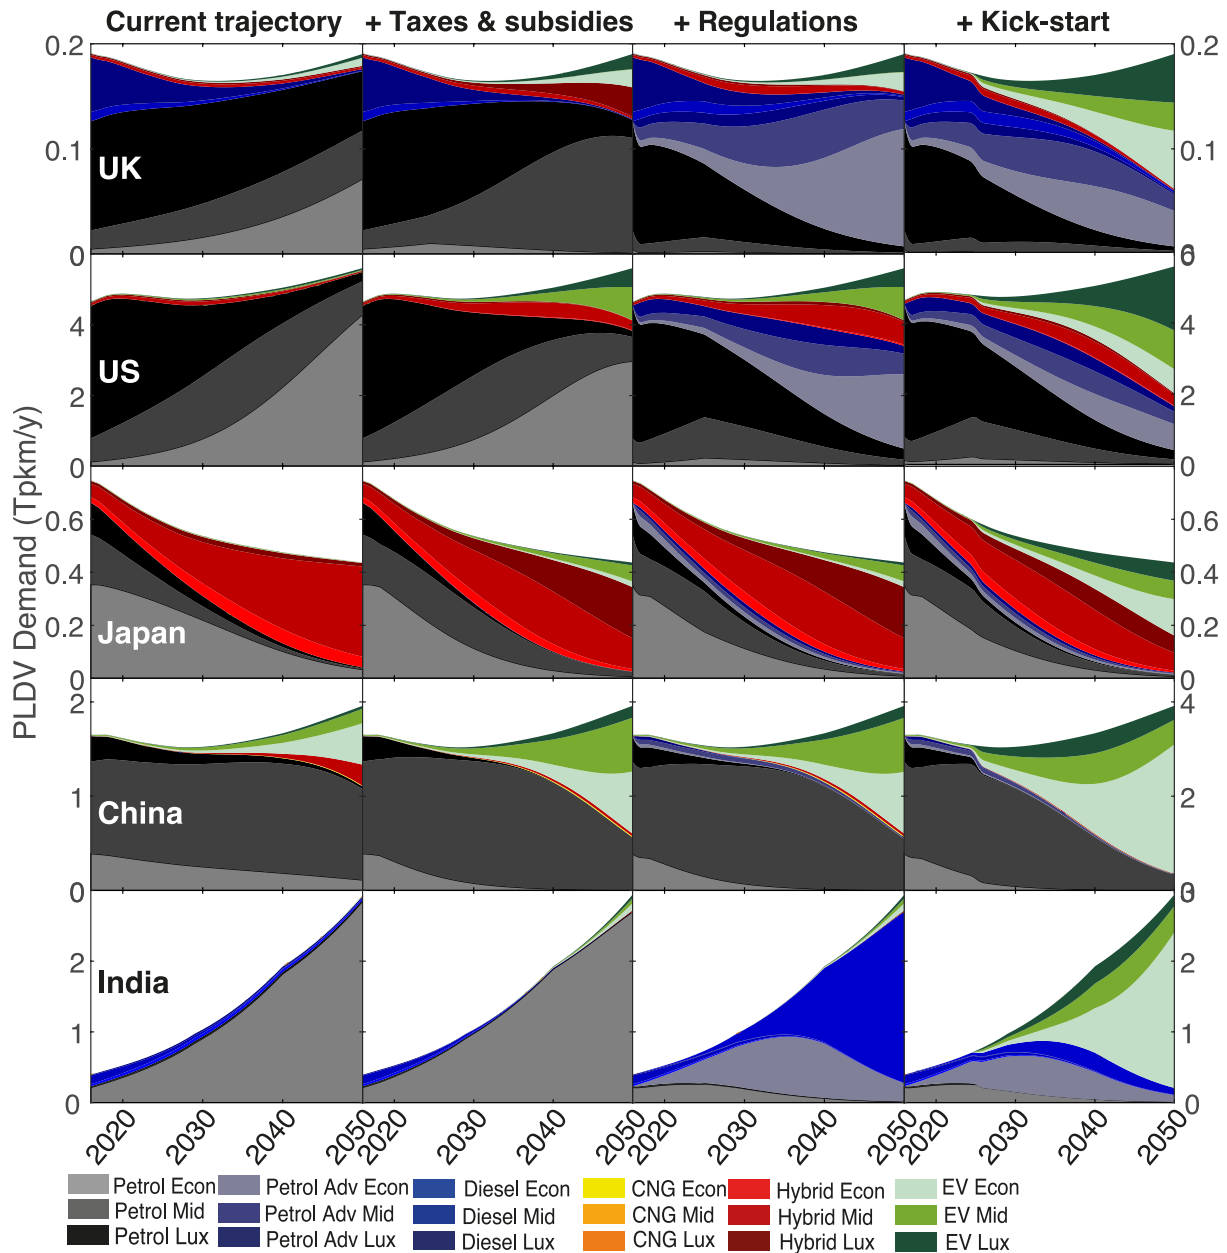 Current trajectory + Taxes & subsidies + Regulations + Kick-start
PLDV Demand (Tpkm/y)
0.2 0.2
0.1 0.1
UK
0 0
6
4 4
US
2 2
0 0
0.6 0.6
0.4 0.4
0.2 0.2
Japan
0 0
2 4
1 2
China
0 0
3
2 2
India
1 1
0 0
2020 2030 2040 2050 2020 2030 2040 2050 2020 2030 2040 2050 2020 2030 2040 2050
Petrol Econ Petrol Adv Econ Diesel Econ CNG Econ Hybrid Econ EV Econ
Petrol Mid Petrol Adv Mid Diesel Mid CNG Mid Hybrid Mid EV Mid
Petrol Lux Petrol Adv Lux Diesel Lux CNG Lux Hybrid Lux EV Lux